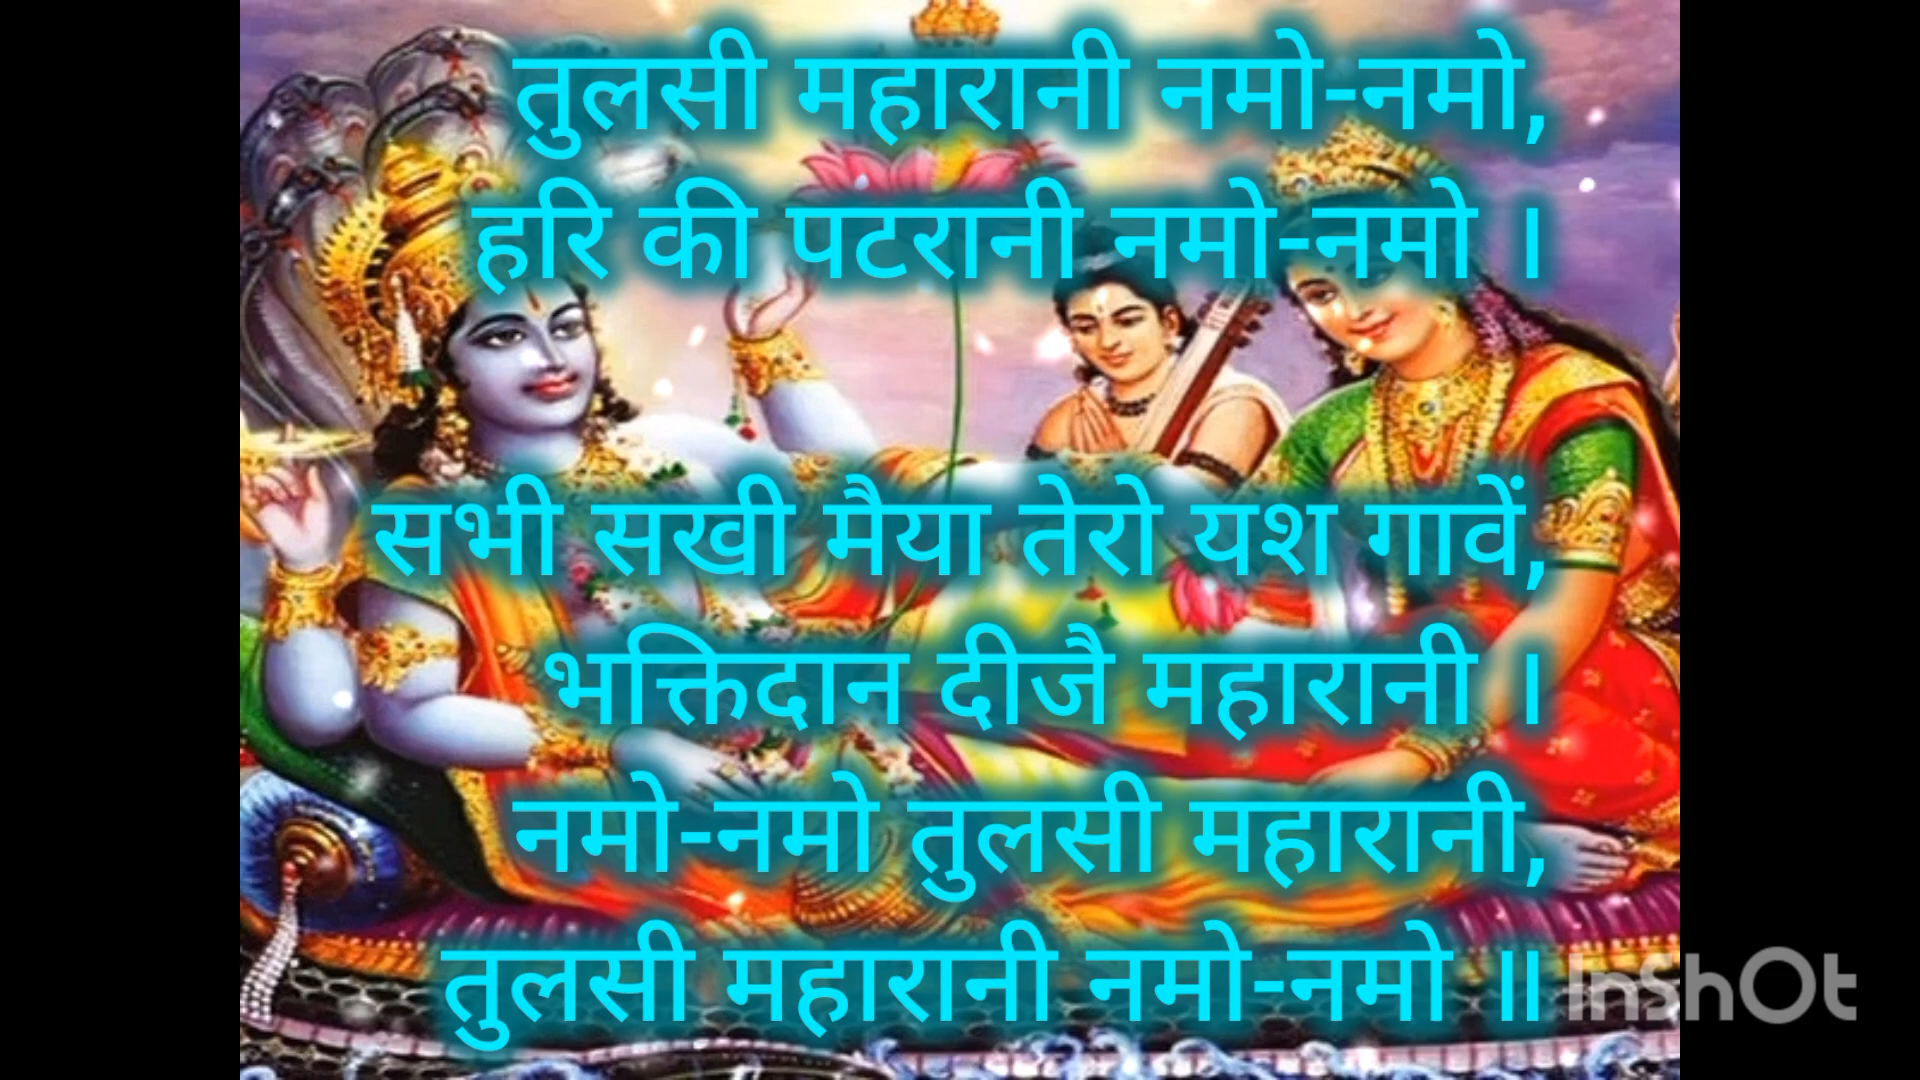 तुलसी महारानी नमो-नमो,
हरि की पटरानी नमो-नमो ।
सभी सखी मैया तेरो यश गावें,
भक्तिदान दीजै महारानी ।
नमो-नमो तुलसी महारानी,
तुलसी महारानी नमो-नमो ॥
InShOt